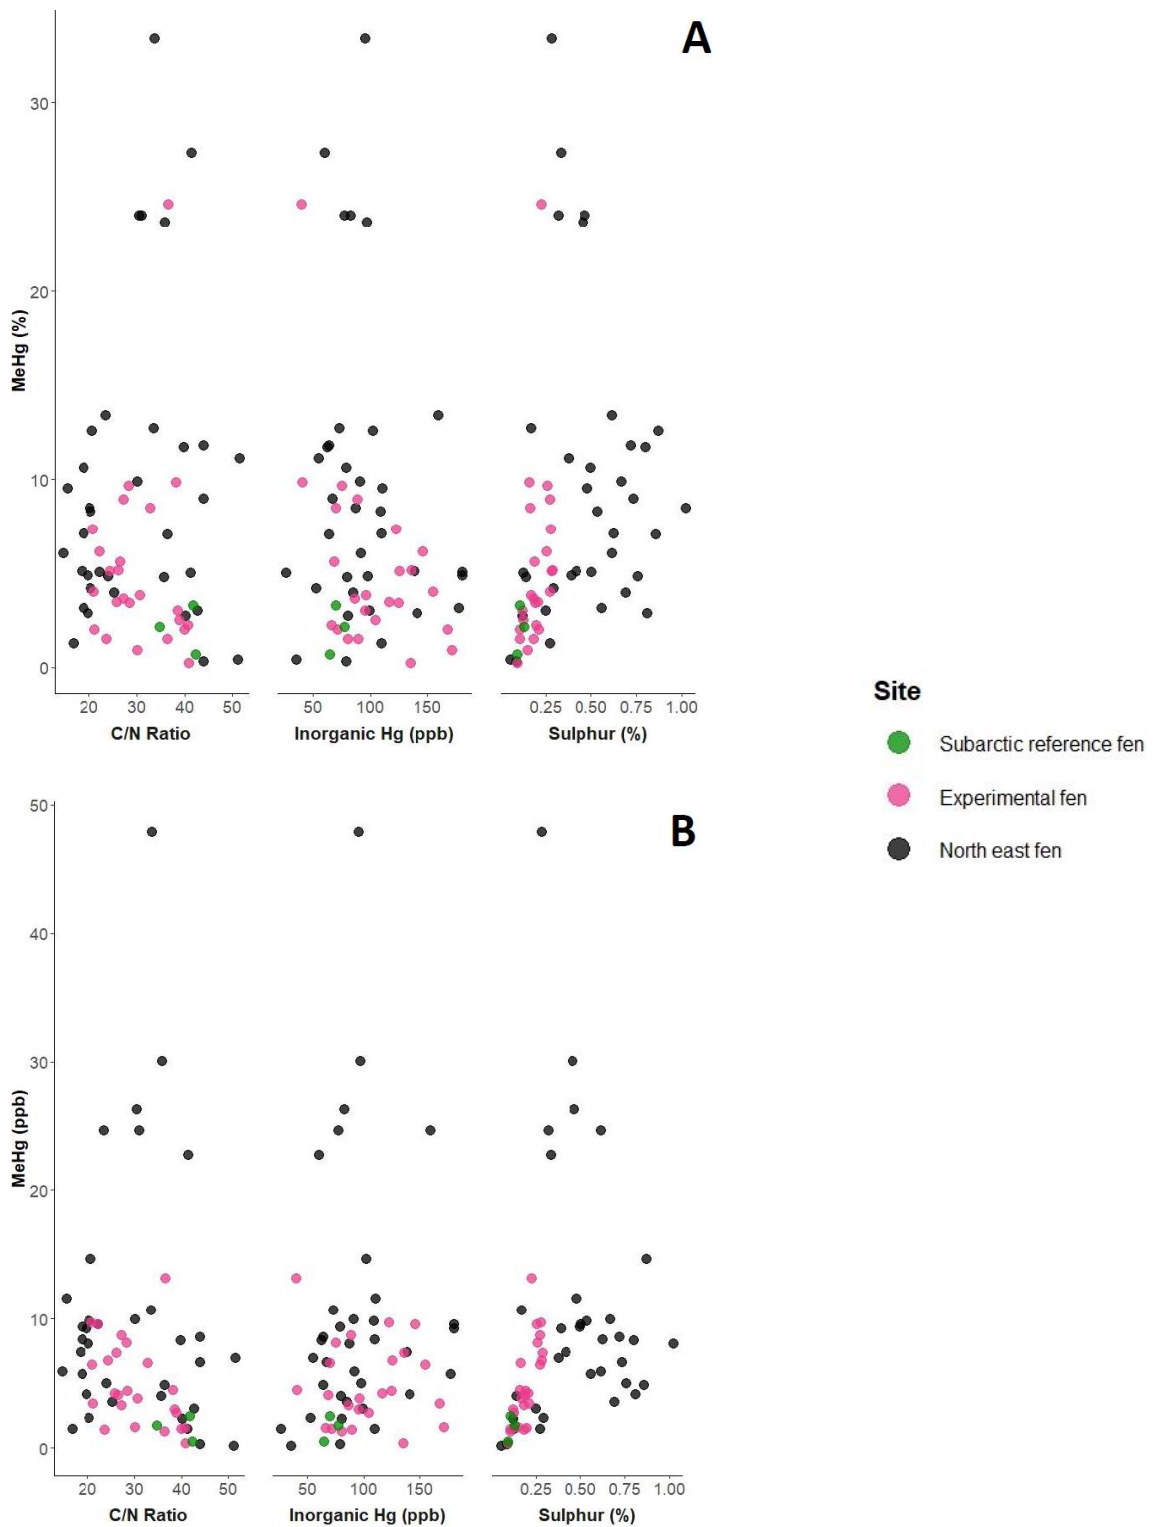 A
30
20
10
0
MeHg (%)
20 30 40 50
50 100 150
0.25 0.50 0.75 1.00
C/N Ratio
Inorganic Hg (ppb)
Sulphur (%)
Site
Subarctic reference fen
Experimental fen
North east fen
B
50
40
30
20
10
0
MeHg (ppb)
20 30 40 50
50 100 150
0.25 0.50 0.75 1.00
C/N Ratio
Inorganic Hg (ppb)
Sulphur (%)